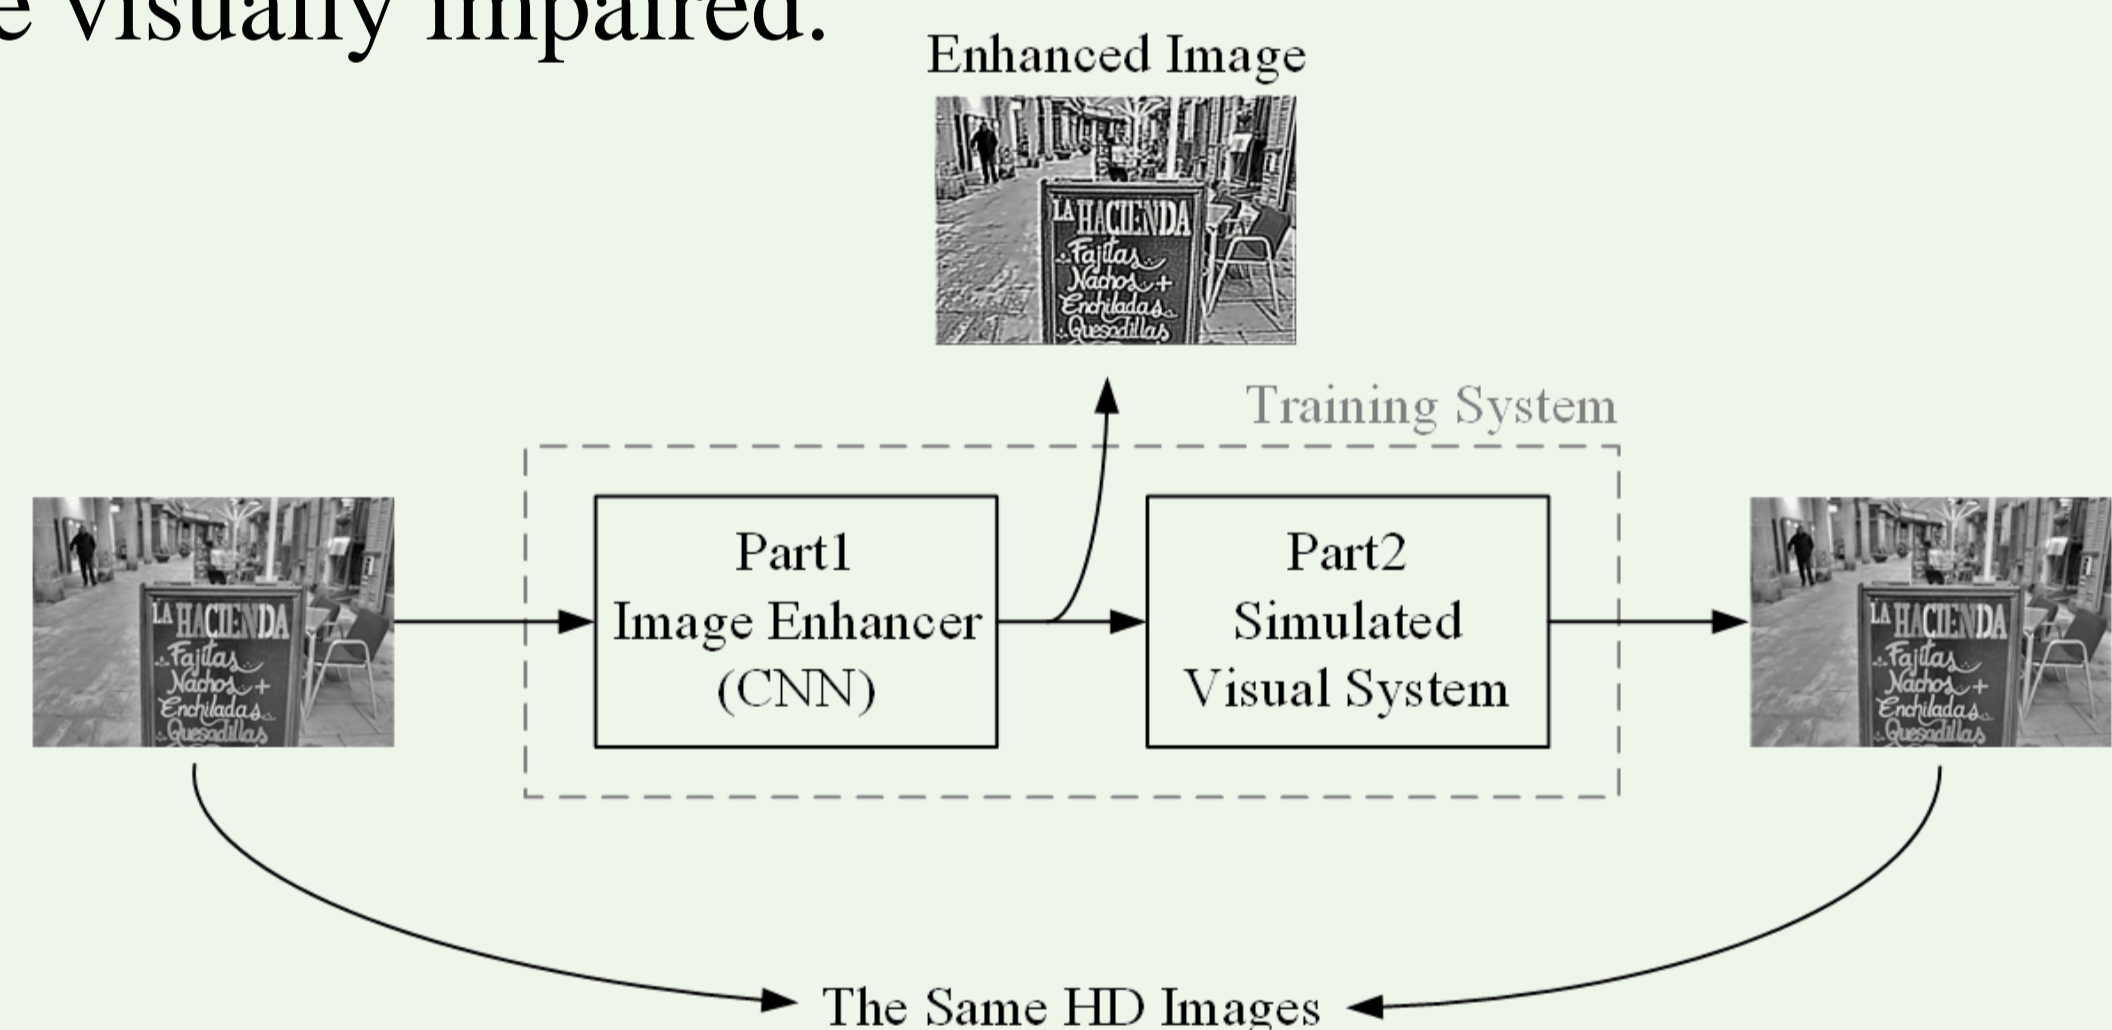 e visually impaired.
Enhanced Image
LA HACIENDA
Fajitas
Nachos +
Enchiladas
Quesadillas
Training System
Part1
Image Enhancer
(CNN)
Part2
Simulated
Visual System
LA HACIENDA
Fajitas
Nachos +
Enchiladas
Quesadillas
LA HACIENDA
Fajitas
Nachos +
Enchiladas
Quesadillas
The Same HD Images